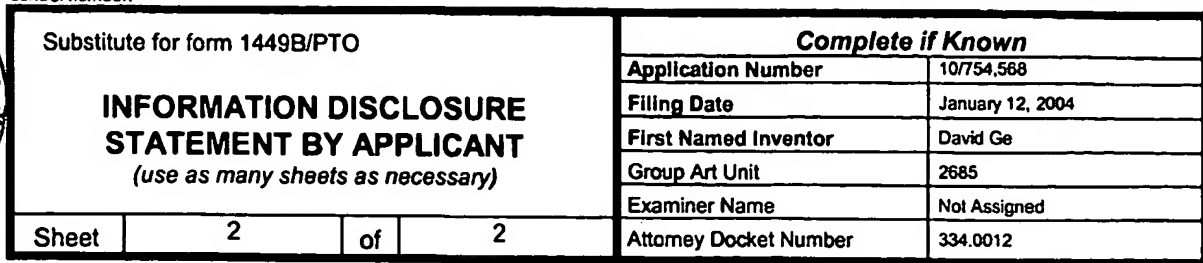 Substitute for form 1449B/PTO
INFORMATION DISCLOSURE
STATEMENT BY APPLICANT
(use as many sheets as necessary)
Sheet 2 of 2
Complete if Known
Application Number 10/754,568
Filing Date January 12, 2004
First Named Inventor David Ge
Group Art Unit 2685
Examiner Name Not Assigned
Attorney Docket Number 334.0012